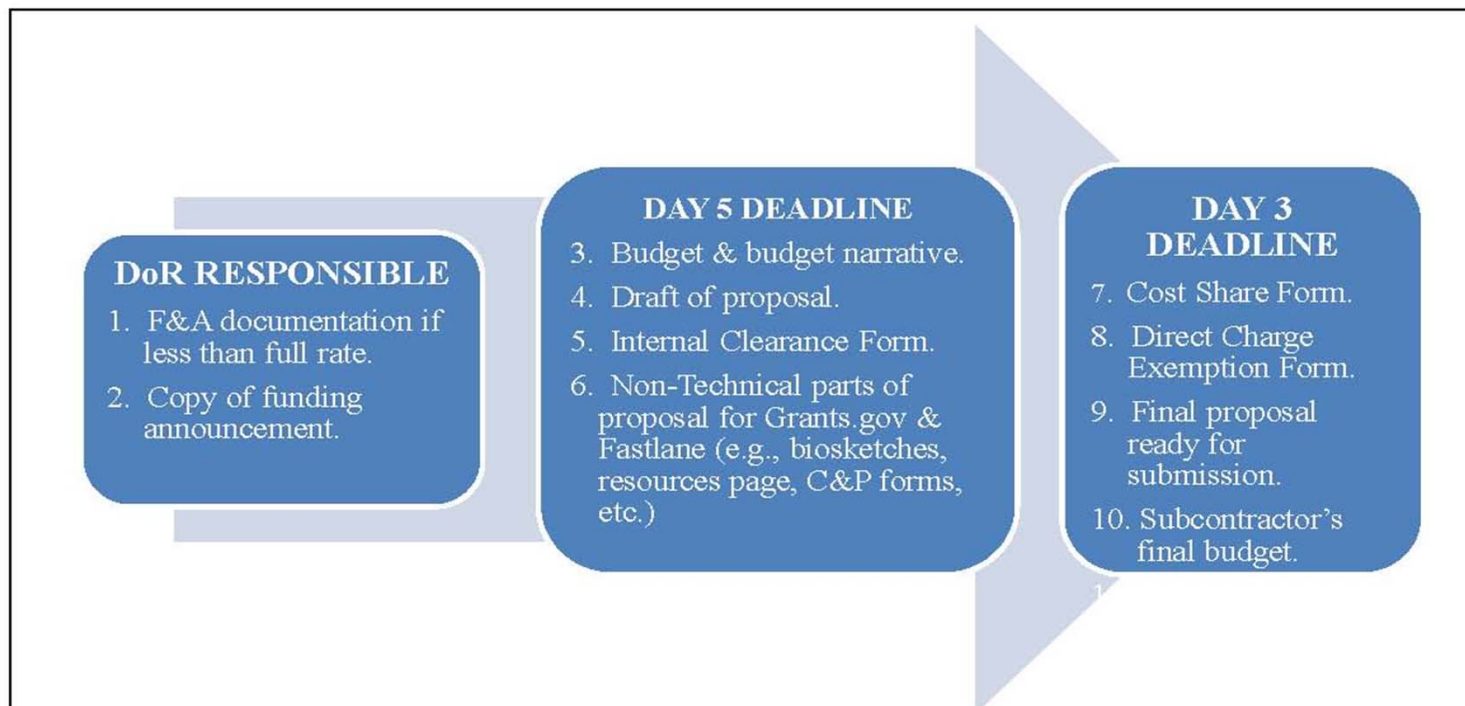 DoR RESPONSIBLE
1. F&A documentation if
less than full rate.
2. Copy of funding
announcement.
DAY 5 DEADLINE
3. Budget & budget narrative.
4. Draft of proposal.
5. Internal Clearance Form.
6. Non-Technical parts of
proposal for Grants.gov &
Fastlane (e.g., biosketches,
resources page, C&P forms,
etc.)
DAY 3
DEADLINE
7. Cost Share Form.
8. Direct Charge
Exemption Form.
9. Final proposal
ready for
submission.
10. Subcontractor’s
final budget.